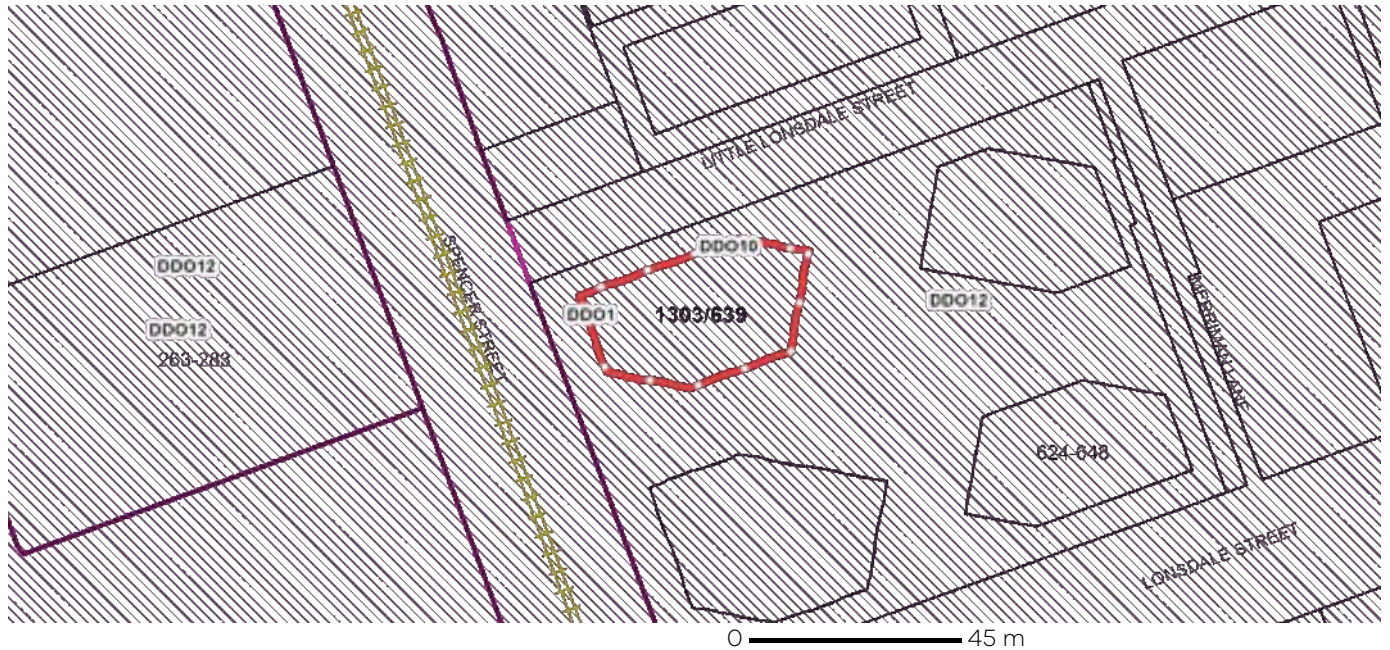 LITTLE LONSDALE STREET
DDO10
DDO12
SPENCER STREET
DDO12
DDO1
1303/639
DDO12
MERRIMAN LANE
263-283
624-648
LONSDALE STREET
0 45 m